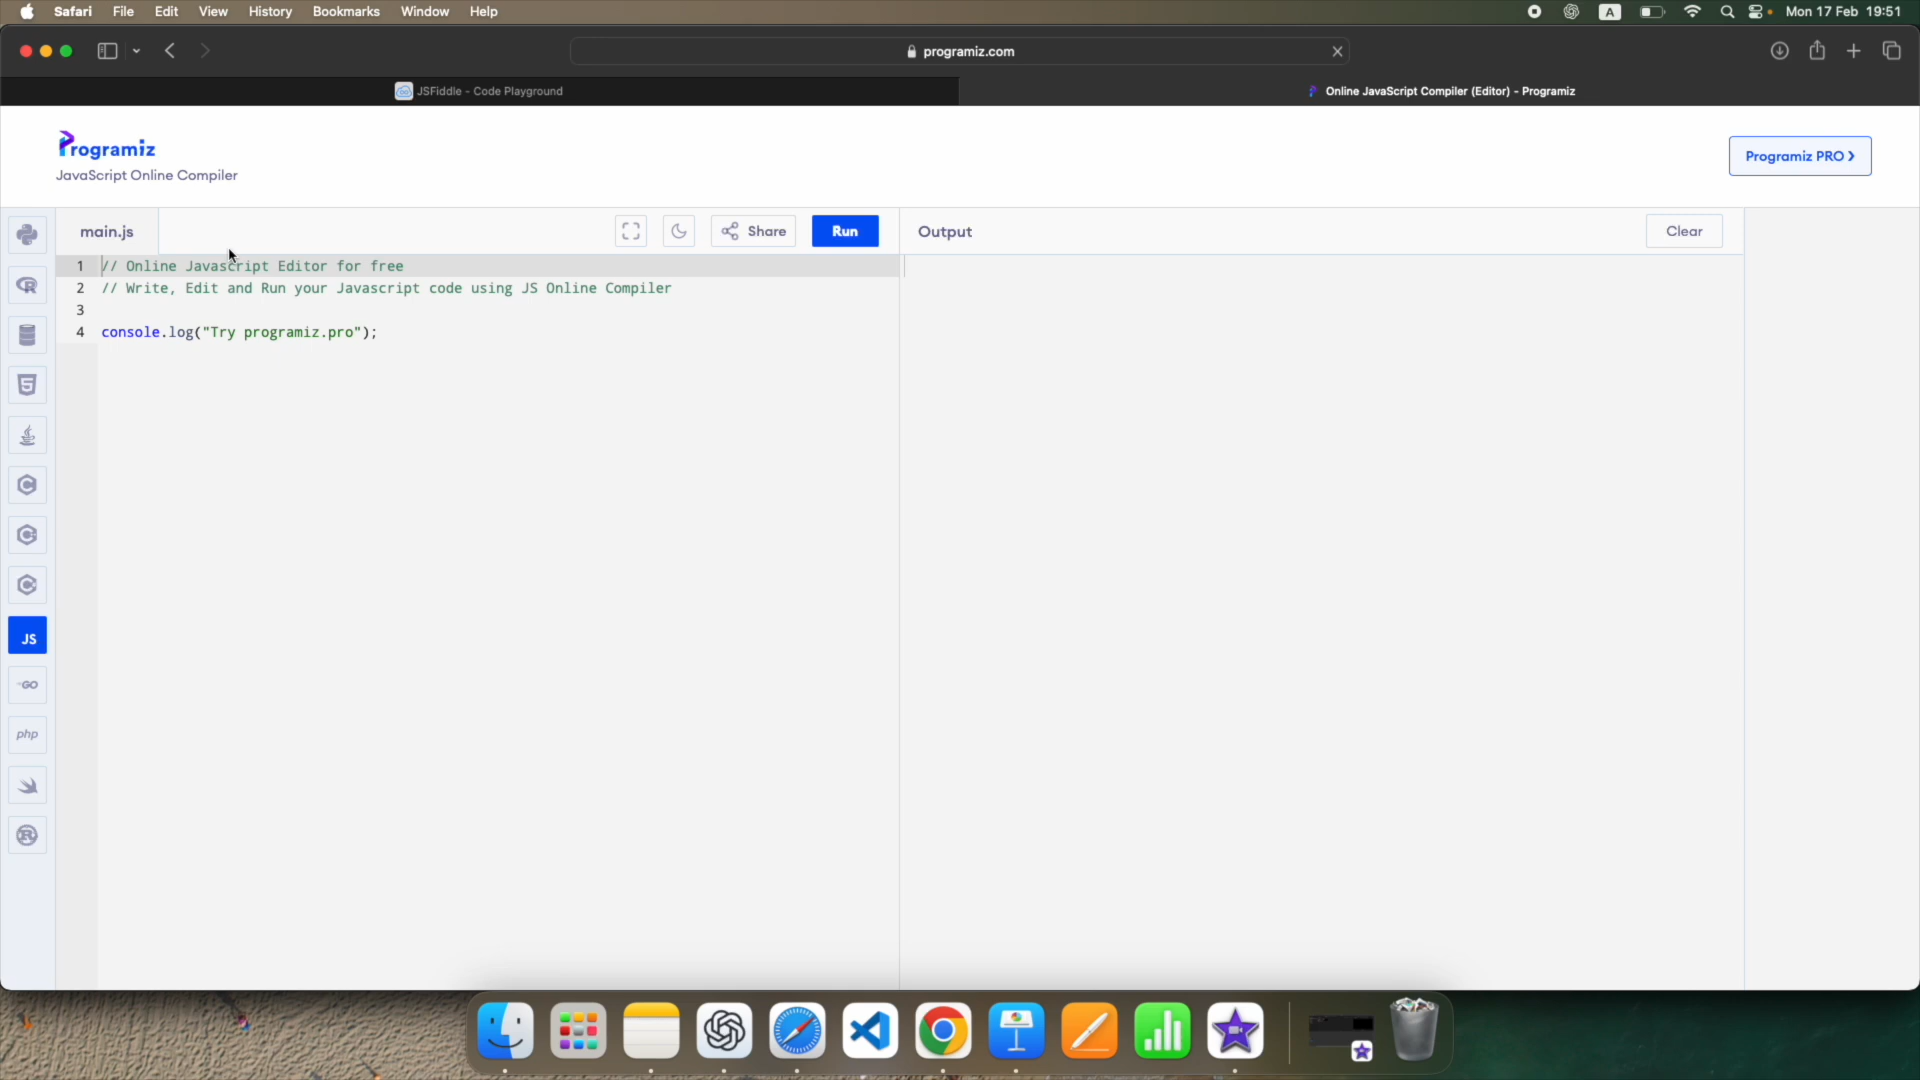 Safari File Edit View History Bookmarks Window Help A Mon 17 Feb 19:51
programiz.com
JSFiddle - Code Playground
Online JavaScript Compiler (Editor) - Programiz
Programiz
JavaScript Online Compiler
Programiz PRO ❯
main.js
Share
Run
Output
Clear
1 // Online Javascript Editor for free
2 // Write, Edit and Run your Javascript code using JS Online Compiler
3
4 console.log("Try programiz.pro");
JS
GO
php